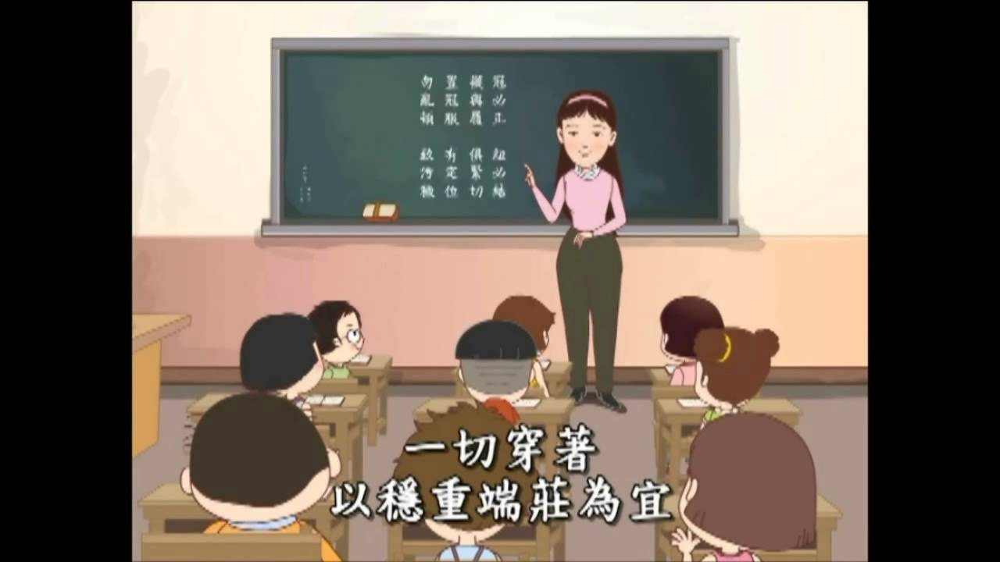 冠必正 紐必結
襪與履 俱緊切
置冠服 有定位
勿亂頓 致污穢
一切穿著
以穩重端莊為宜